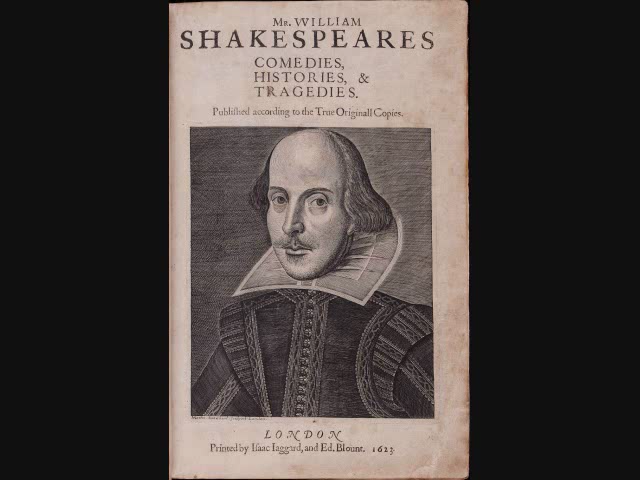 Mr. WILLIAM
SHAKESPEARES
COMEDIES,
HISTORIES, &
TRAGEDIES.
Published according to the True Originall Copies.
LONDON
Printed by Isaac Iaggard, and Ed. Blount. 1623